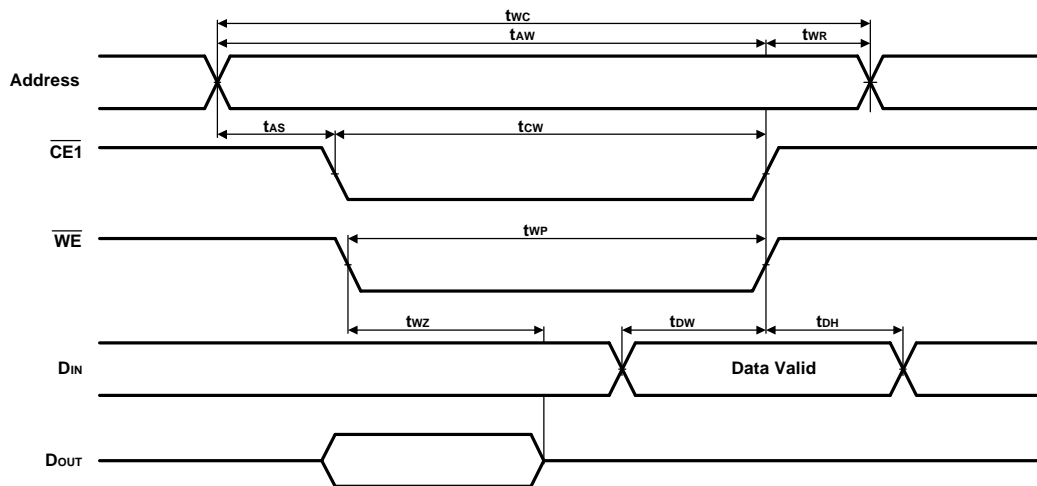 tWC
tAW tWR
Address
tAS tCW
CE1
WE
tWP
tWZ tDW tDH
DIN Data Valid
DOUT